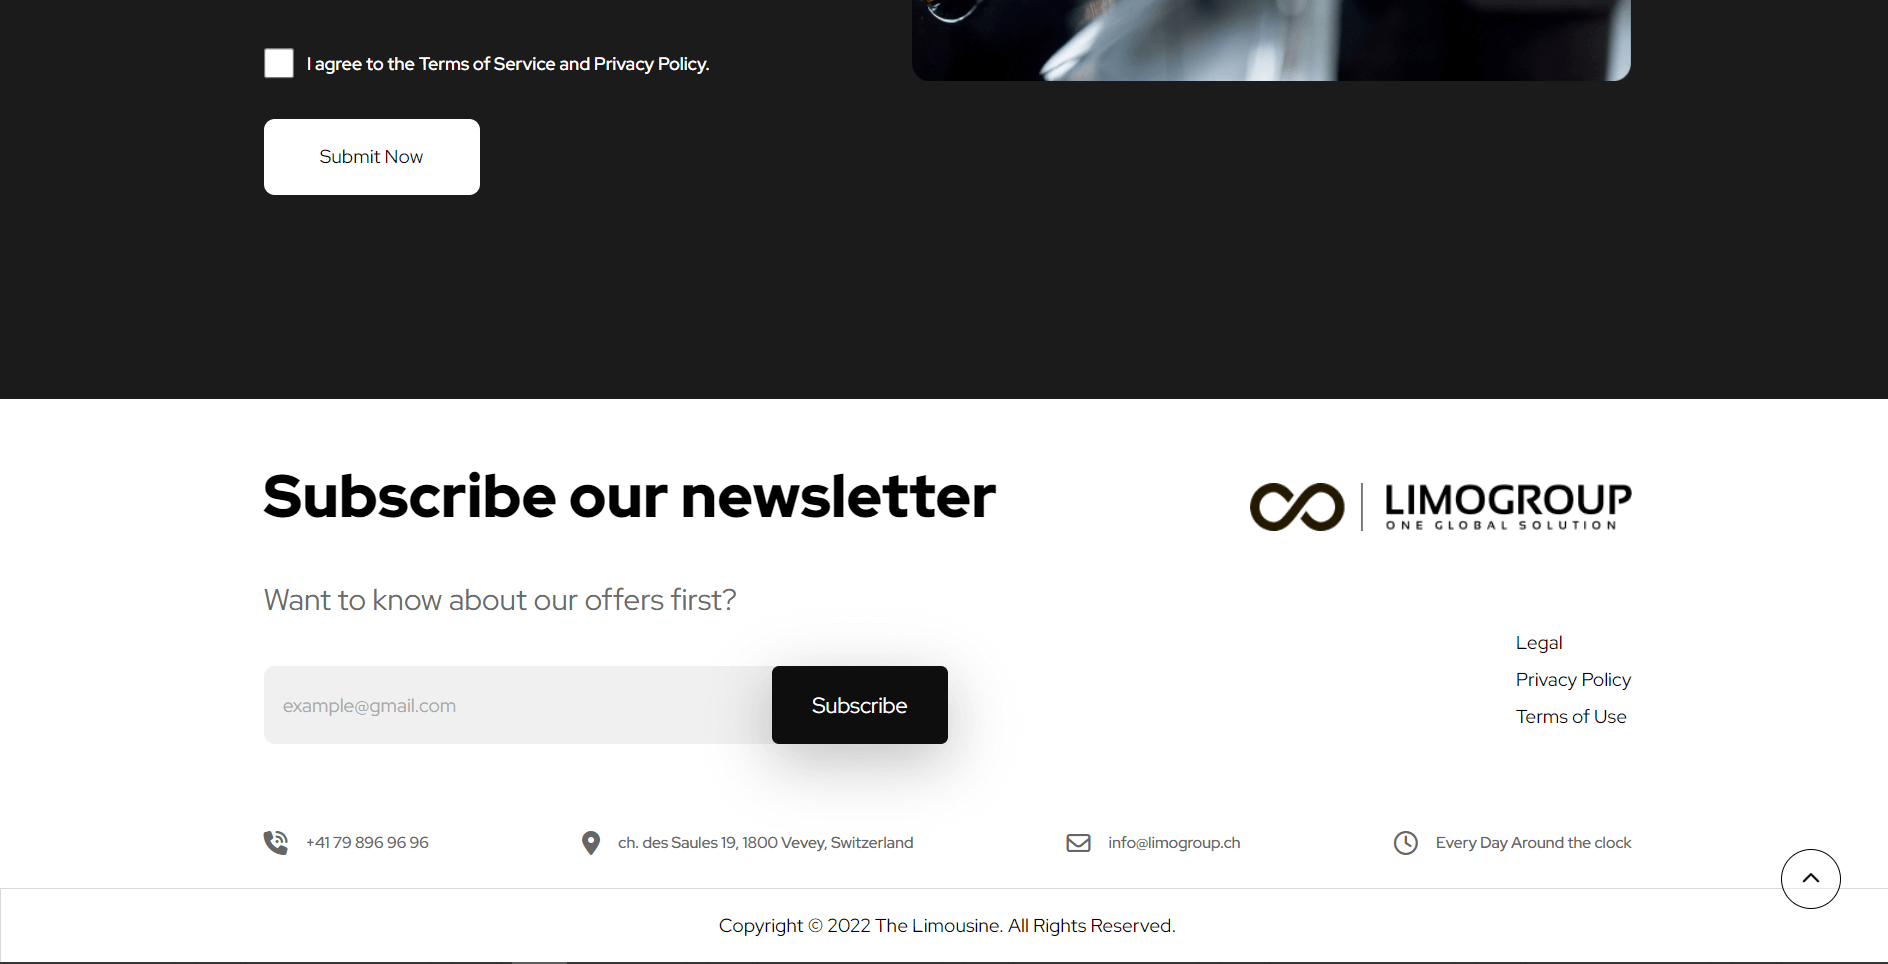 I agree to the Terms of Service and Privacy Policy.
Submit Now
Subscribe our newsletter
LIMOGROUP
ONE GLOBAL SOLUTION
Want to know about our offers first?
Legal
Privacy Policy
Terms of Use
example@gmail.com
Subscribe
+41 79 896 96 96
ch. des Saules 19, 1800 Vevey, Switzerland
info@limogroup.ch
Every Day Around the clock
Copyright © 2022 The Limousine. All Rights Reserved.